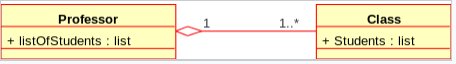 Professor
+ listOfStudents : list
1
1..*
Class
+ Students : list